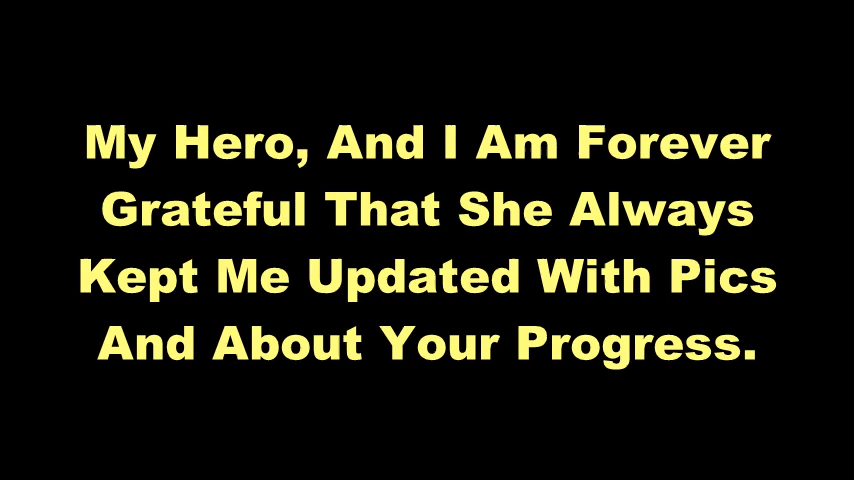 My Hero, And I Am Forever
Grateful That She Always
Kept Me Updated With Pics
And About Your Progress.